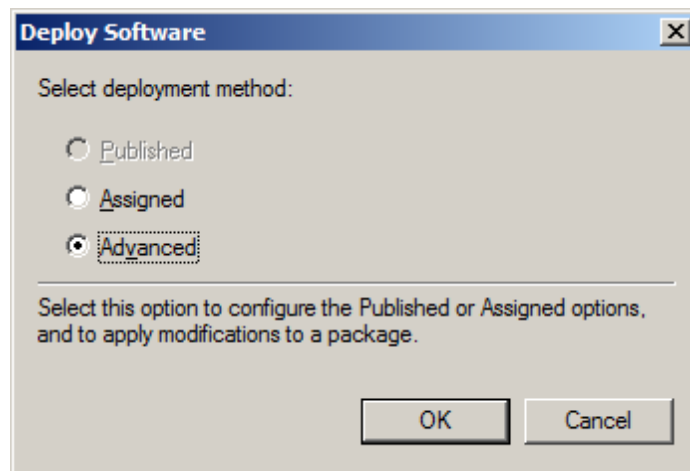 Deploy Software
Select deployment method:
Published
Assigned
Advanced
Select this option to configure the Published or Assigned options,
and to apply modifications to a package.
OK Cancel